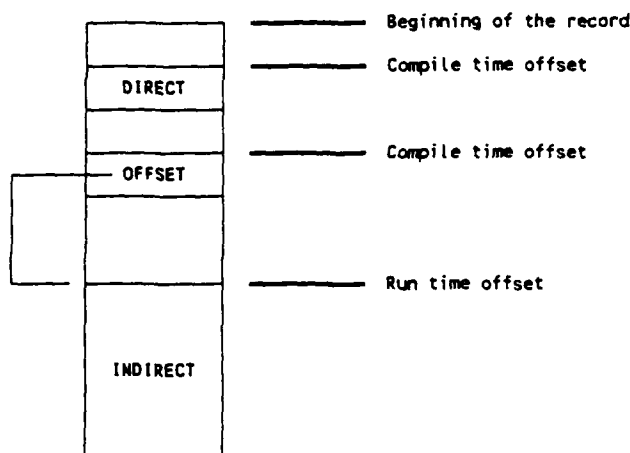 Beginning of the record
Compile time offset
DIRECT
Compile time offset
OFFSET
Run time offset
INDIRECT